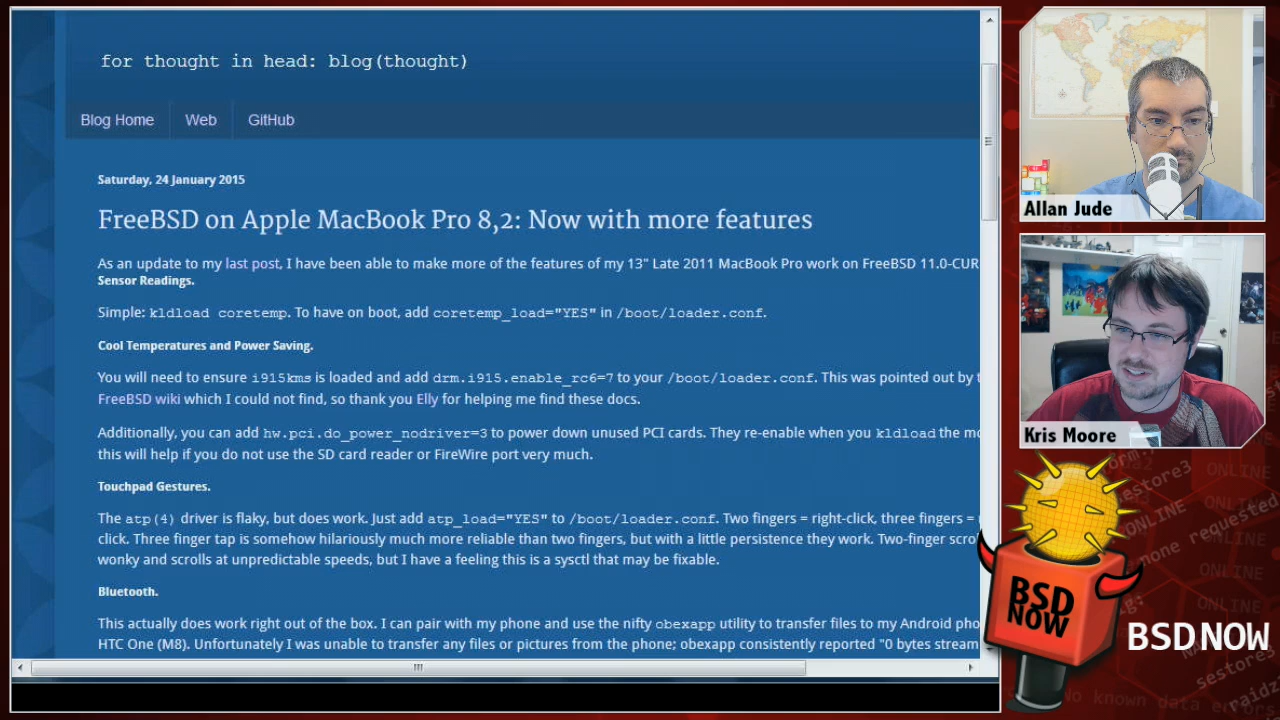 for thought in head: blog(thought)
Blog Home
Web
GitHub
Saturday, 24 January 2015
FreeBSD on Apple MacBook Pro 8,2: Now with more features
As an update to my last post, I have been able to make more of the features of my 13" Late 2011 MacBook Pro work on FreeBSD 11.0-CUR
Sensor Readings.
Simple: kldload coretemp. To have on boot, add coretemp_load="YES" in /boot/loader.conf.
Cool Temperatures and Power Saving.
You will need to ensure i915kms is loaded and add drm.i915.enable_rc6=7 to your /boot/loader.conf. This was pointed out by
FreeBSD wiki which I could not find, so thank you Elly for helping me find these docs.
Additionally, you can add hw.pci.do_power_nodriver=3 to power down unused PCI cards. They re-enable when you kldload the
this will help if you do not use the SD card reader or FireWire port very much.
Touchpad Gestures.
The atp(4) driver is flaky, but does work. Just add atp_load="YES" to /boot/loader.conf. Two fingers = right-click, three fingers =
click. Three finger tap is somehow hilariously much more reliable than two fingers, but with a little persistence they work. Two-finger
wonky and scrolls at unpredictable speeds, but I have a feeling this is a sysctl that may be fixable.
Bluetooth.
This actually does work right out of the box. I can pair with my phone and use the nifty obexapp utility to transfer files to my Android
HTC One (M8). Unfortunately I was unable to transfer any files or pictures from the phone; obexapp consistently reported "0 bytes stream
Allan Jude
Kris Moore
BSD
NOW
BSD NOW
ONLINE
ONLINE
ONLINE
ONLINE
none requested
No known data